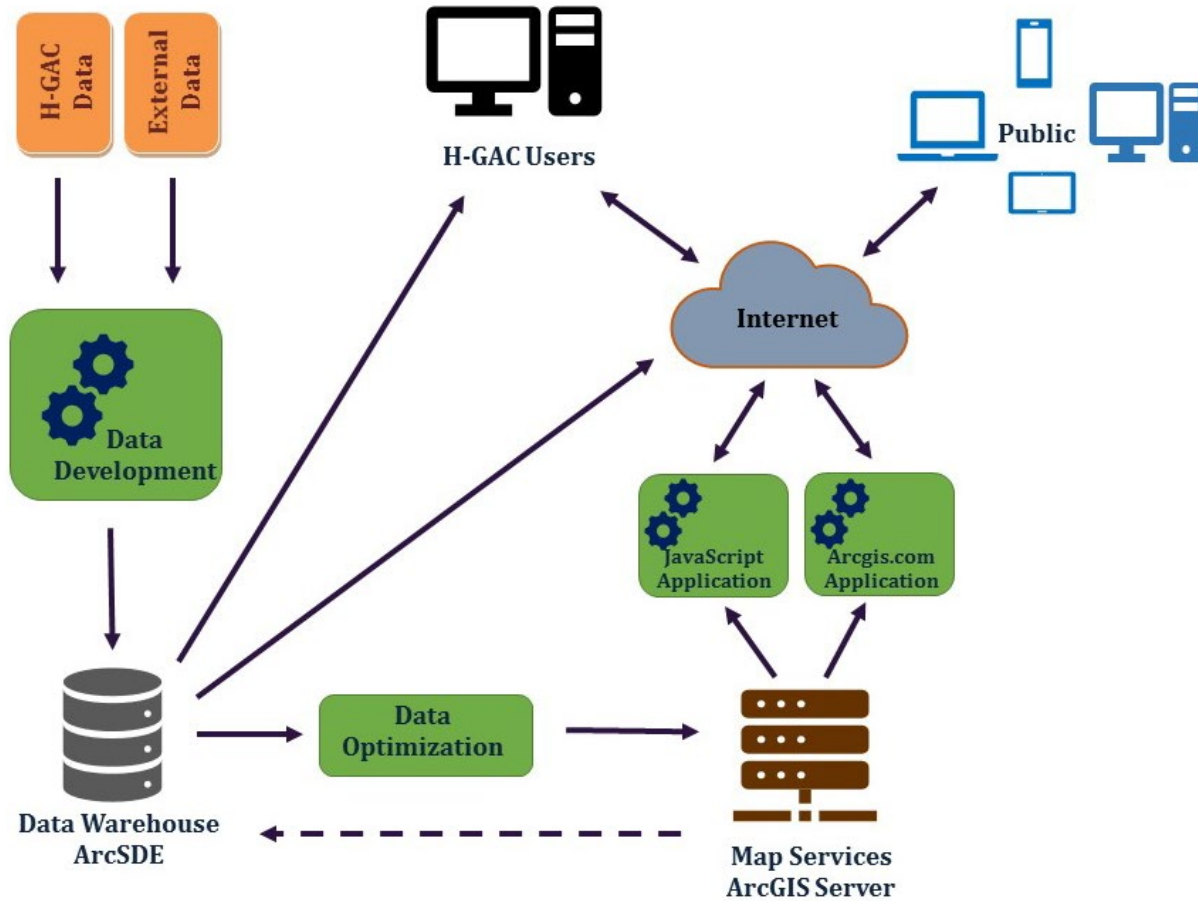 H-GAC
Data
External
Data
H-GAC Users
Public
Internet
Data
Development
JavaScript
Application
Arcgis.com
Application
Data
Optimization
Data Warehouse
ArcSDE
Map Services
ArcGIS Server